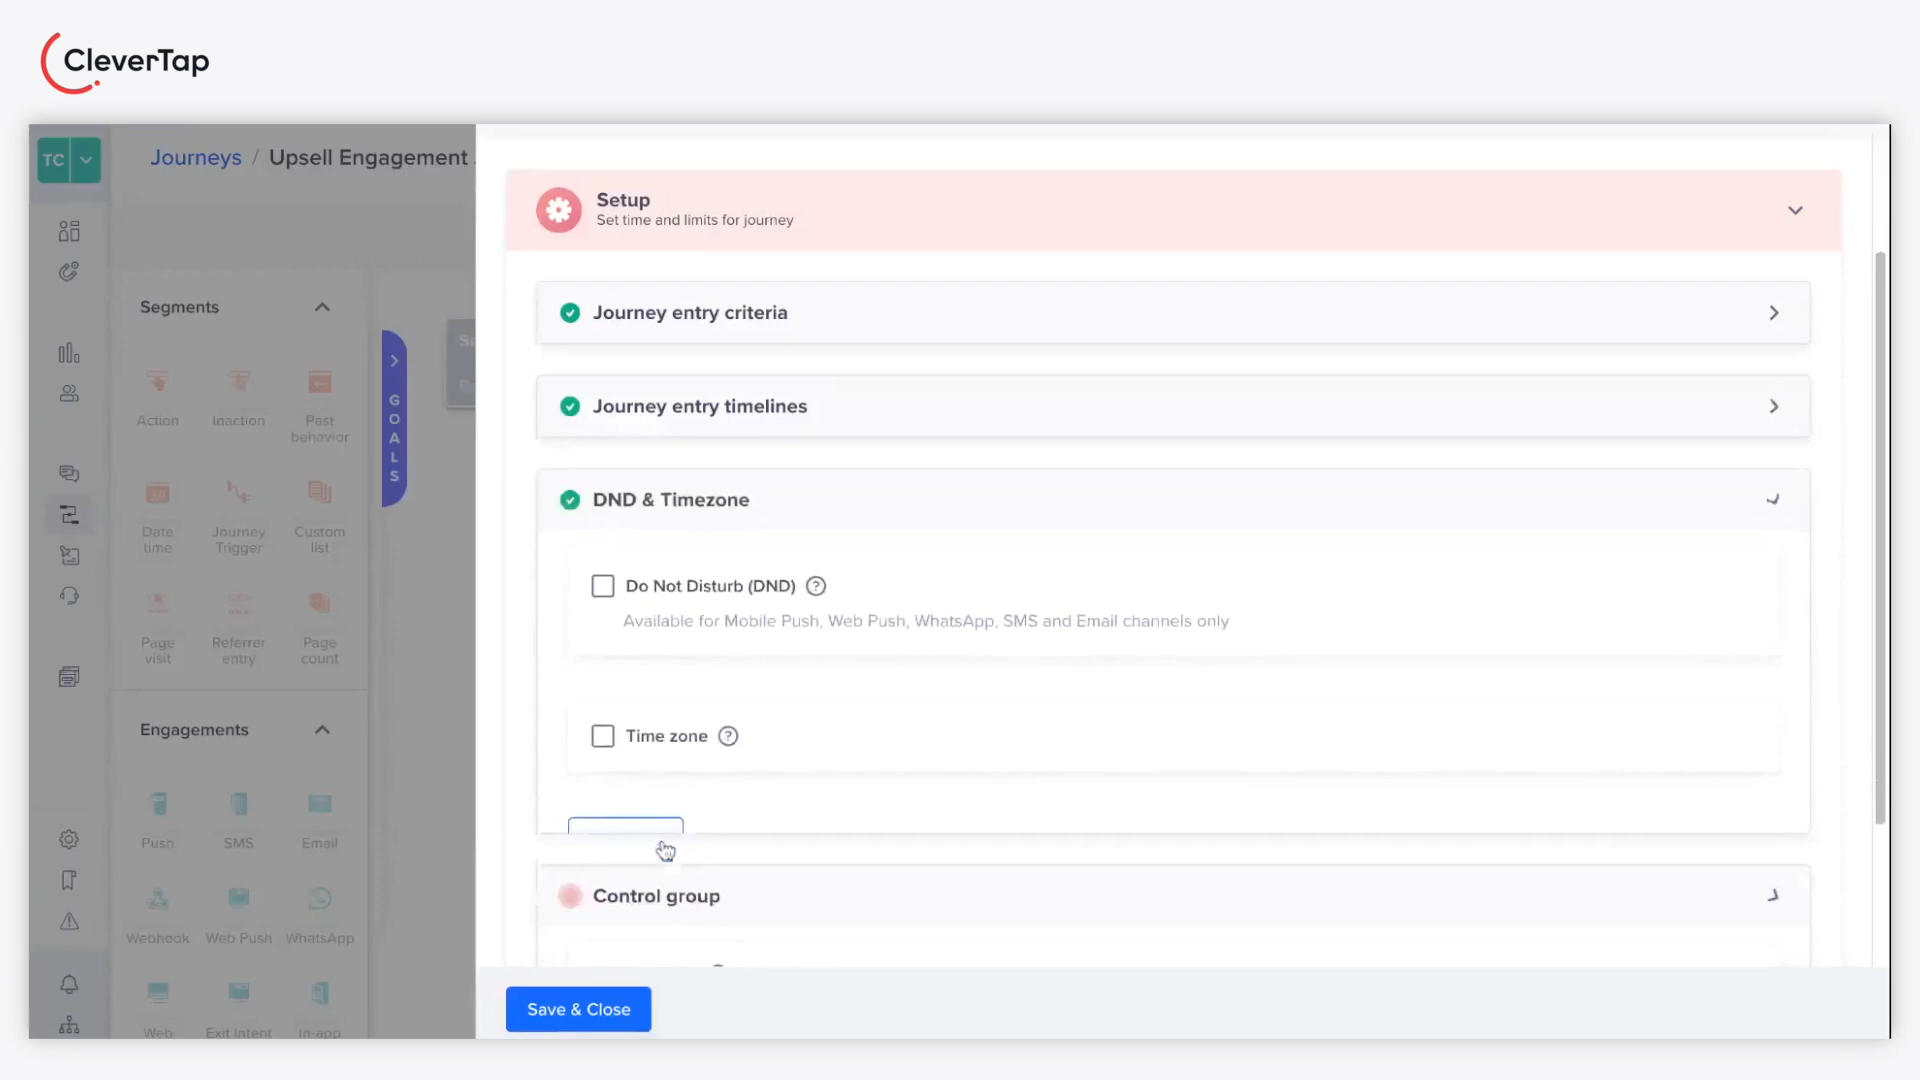 CleverTap
TC
Journeys / Upsell Engagement
Setup
Set time and limits for journey
Segments
Action
Inaction
Past behavior
Date time
Journey Trigger
Custom list
Page visit
Referrer entry
Page count
GOALS
Engagements
Push
SMS
Email
Webhook
Web Push
WhatsApp
Web
Exit Intent
In-app
Journey entry criteria
Journey entry timelines
DND & Timezone
Do Not Disturb (DND) ?
Available for Mobile Push, Web Push, WhatsApp, SMS and Email channels only
Time zone ?
Control group
Save & Close